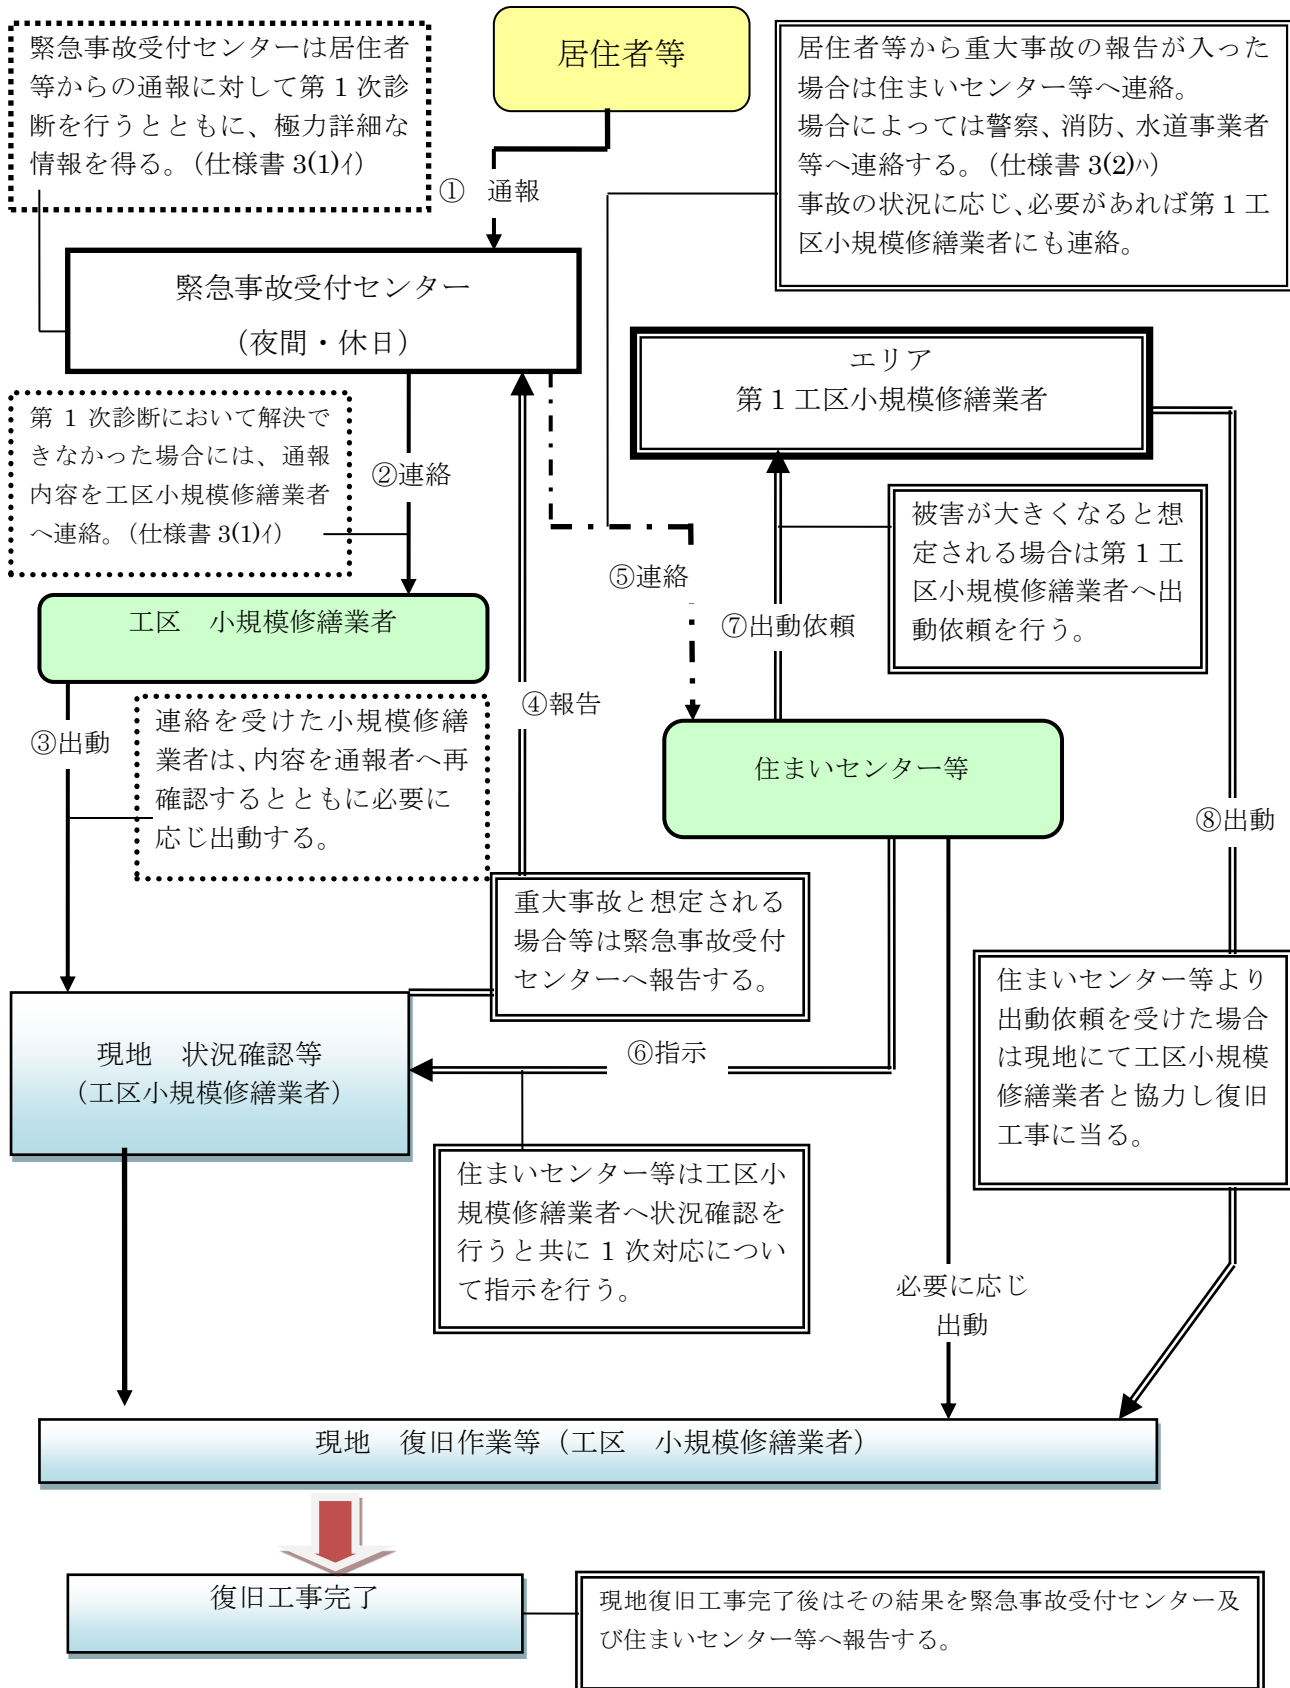 緊急事故受付センターは居住者
等からの通報に対して第１次診
断を行うとともに、極力詳細な
情報を得る。（仕様書 3(1)ｲ）
居住者等
居住者等から重大事故の報告が入った
場合は住まいセンター等へ連絡。
場合によっては警察、消防、水道事業者
等へ連絡する。（仕様書 3(2)ﾊ）
事故の状況に応じ、必要があれば第１工
区小規模修繕業者にも連絡。
①　通報
緊急事故受付センター
（夜間・休日）
エリア
第１工区小規模修繕業者
第 1 次診断において解決で
きなかった場合には、通報
内容を工区小規模修繕業者
へ連絡。（仕様書 3(1)ｲ）
②連絡
被害が大きくなると想
定される場合は第１工
区小規模修繕業者へ出
動依頼を行う。
⑤連絡
⑦出動依頼
工区　小規模修繕業者
④報告
③出動
連絡を受けた小規模修繕
業者は、内容を通報者へ再
確認するとともに必要に
応じ出動する。
住まいセンター等
⑧出動
重大事故と想定される
場合等は緊急事故受付
センターへ報告する。
住まいセンター等より
出動依頼を受けた場合
は現地にて工区小規模
修繕業者と協力し復旧
工事に当る。
現地　状況確認等
（工区小規模修繕業者）
⑥指示
住まいセンター等は工区小
規模修繕業者へ状況確認を
行うと共に 1 次対応につい
て指示を行う。
必要に応じ
出動
現地　復旧作業等（工区　小規模修繕業者）
復旧工事完了
現地復旧工事完了後はその結果を緊急事故受付センター及
び住まいセンター等へ報告する。